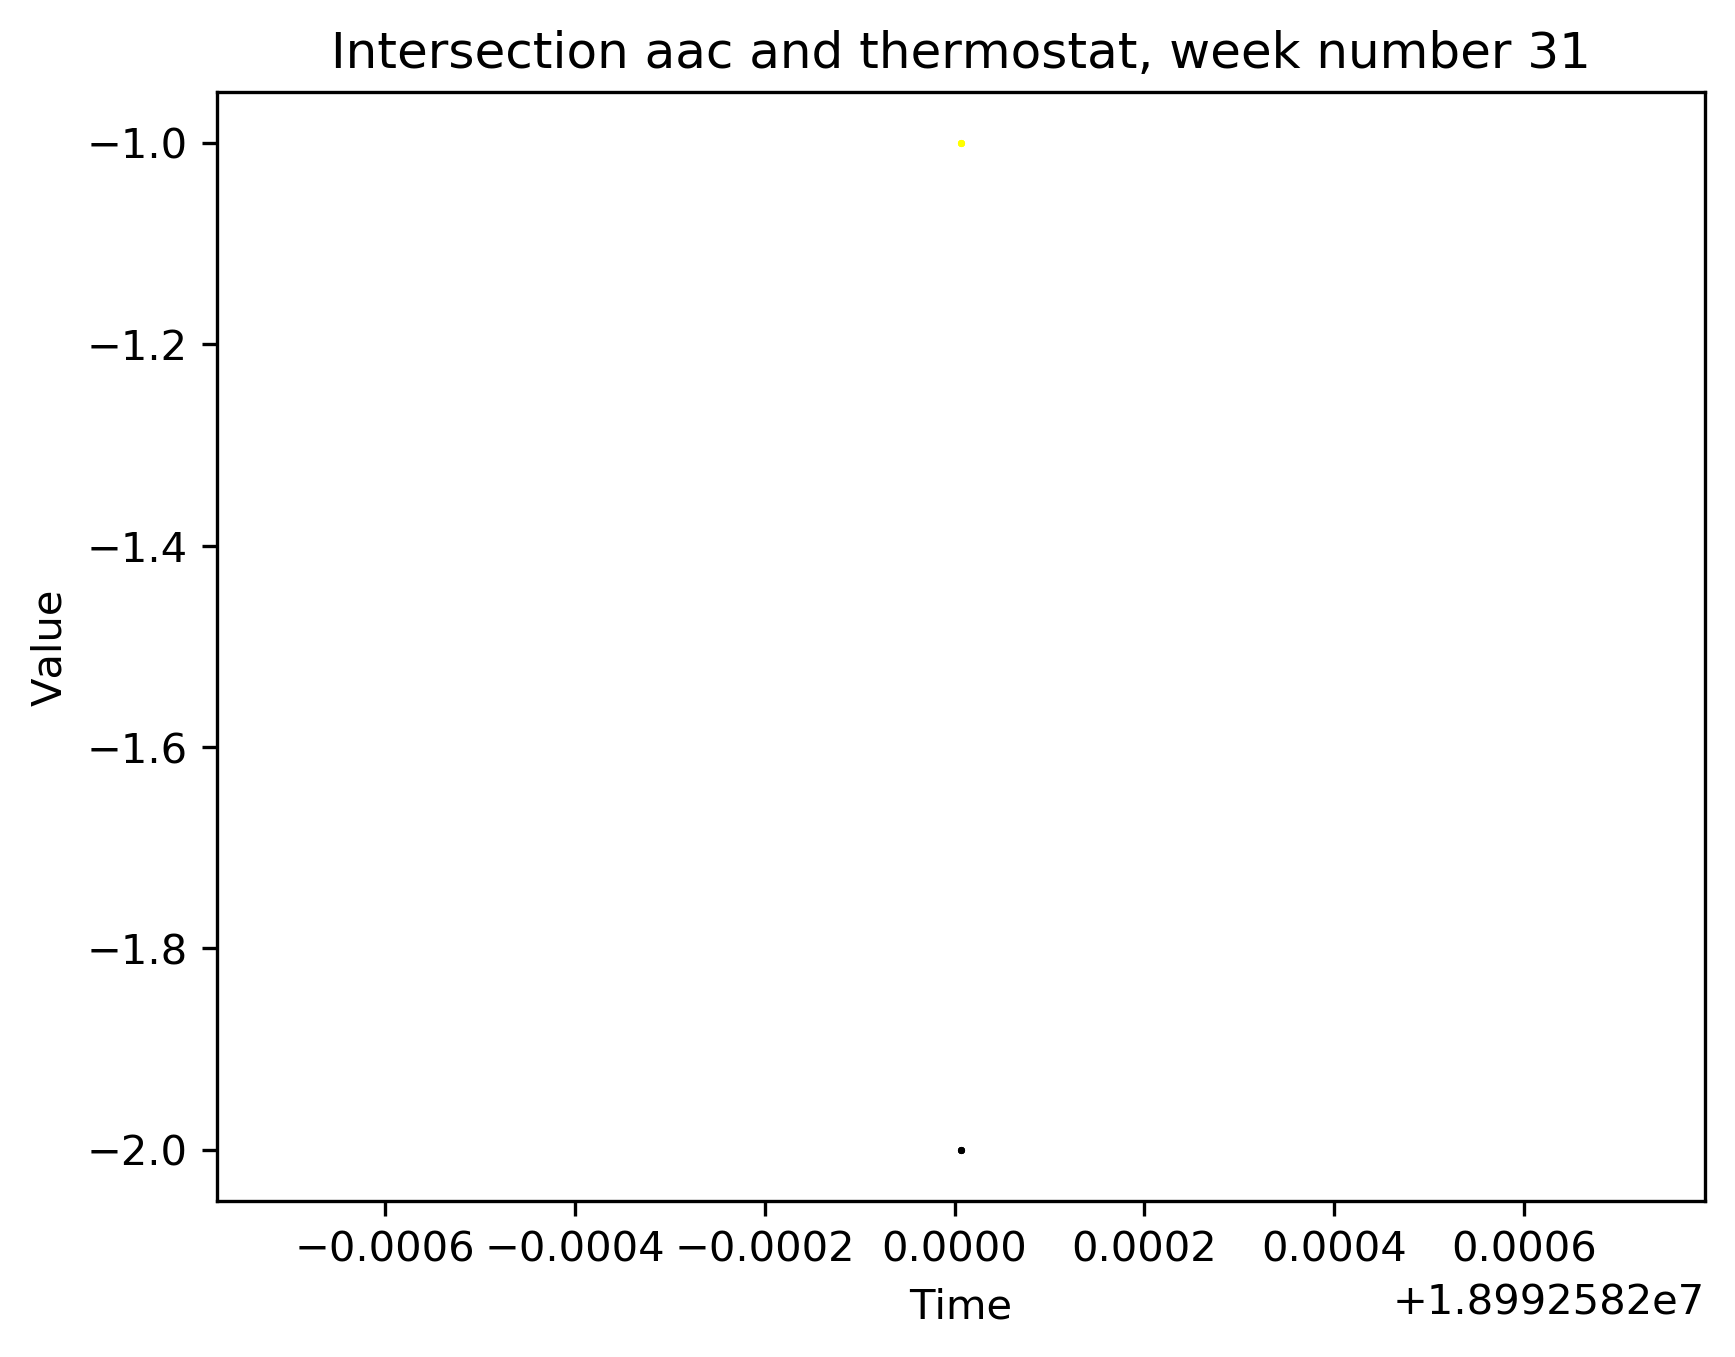 Intersection aac and thermostat, week number 31
−1.0
−1.2
−1.4
−1.6
−1.8
−2.0
Value
−0.0006 −0.0004 −0.0002 0.0000 0.0002 0.0004 0.0006
+1.8992582e7
Time